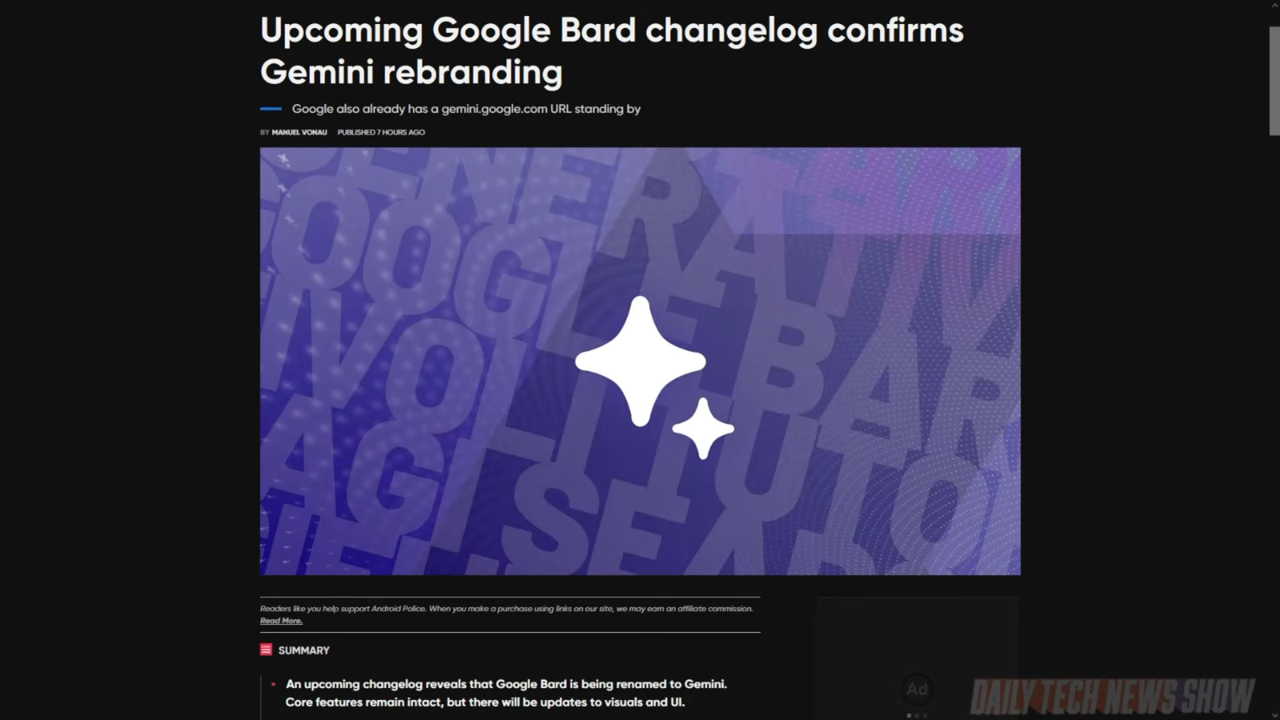 Upcoming Google Bard changelog confirms
Gemini rebranding
Google also already has a gemini.google.com URL standing by
BY MANUEL VONAU PUBLISHED 7 HOURS AGO
GENERATIVE
GOOGLE BARD
SEAR
Readers like you help support Android Police. When you make a purchase using links on our site, we may earn an affiliate commission.
Read More.
SUMMARY
An upcoming changelog reveals that Google Bard is being renamed to Gemini.
Core features remain intact, but there will be updates to visuals and UI.
Ad
DAILY TECH NEWS SHOW